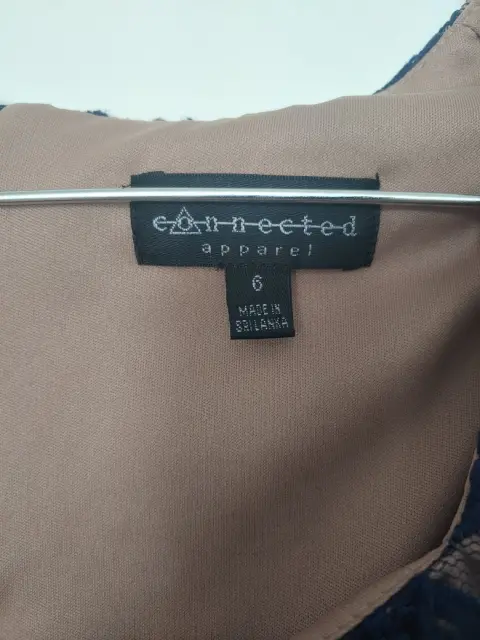 connected
apparel
6
MADE IN
SRI LANKA